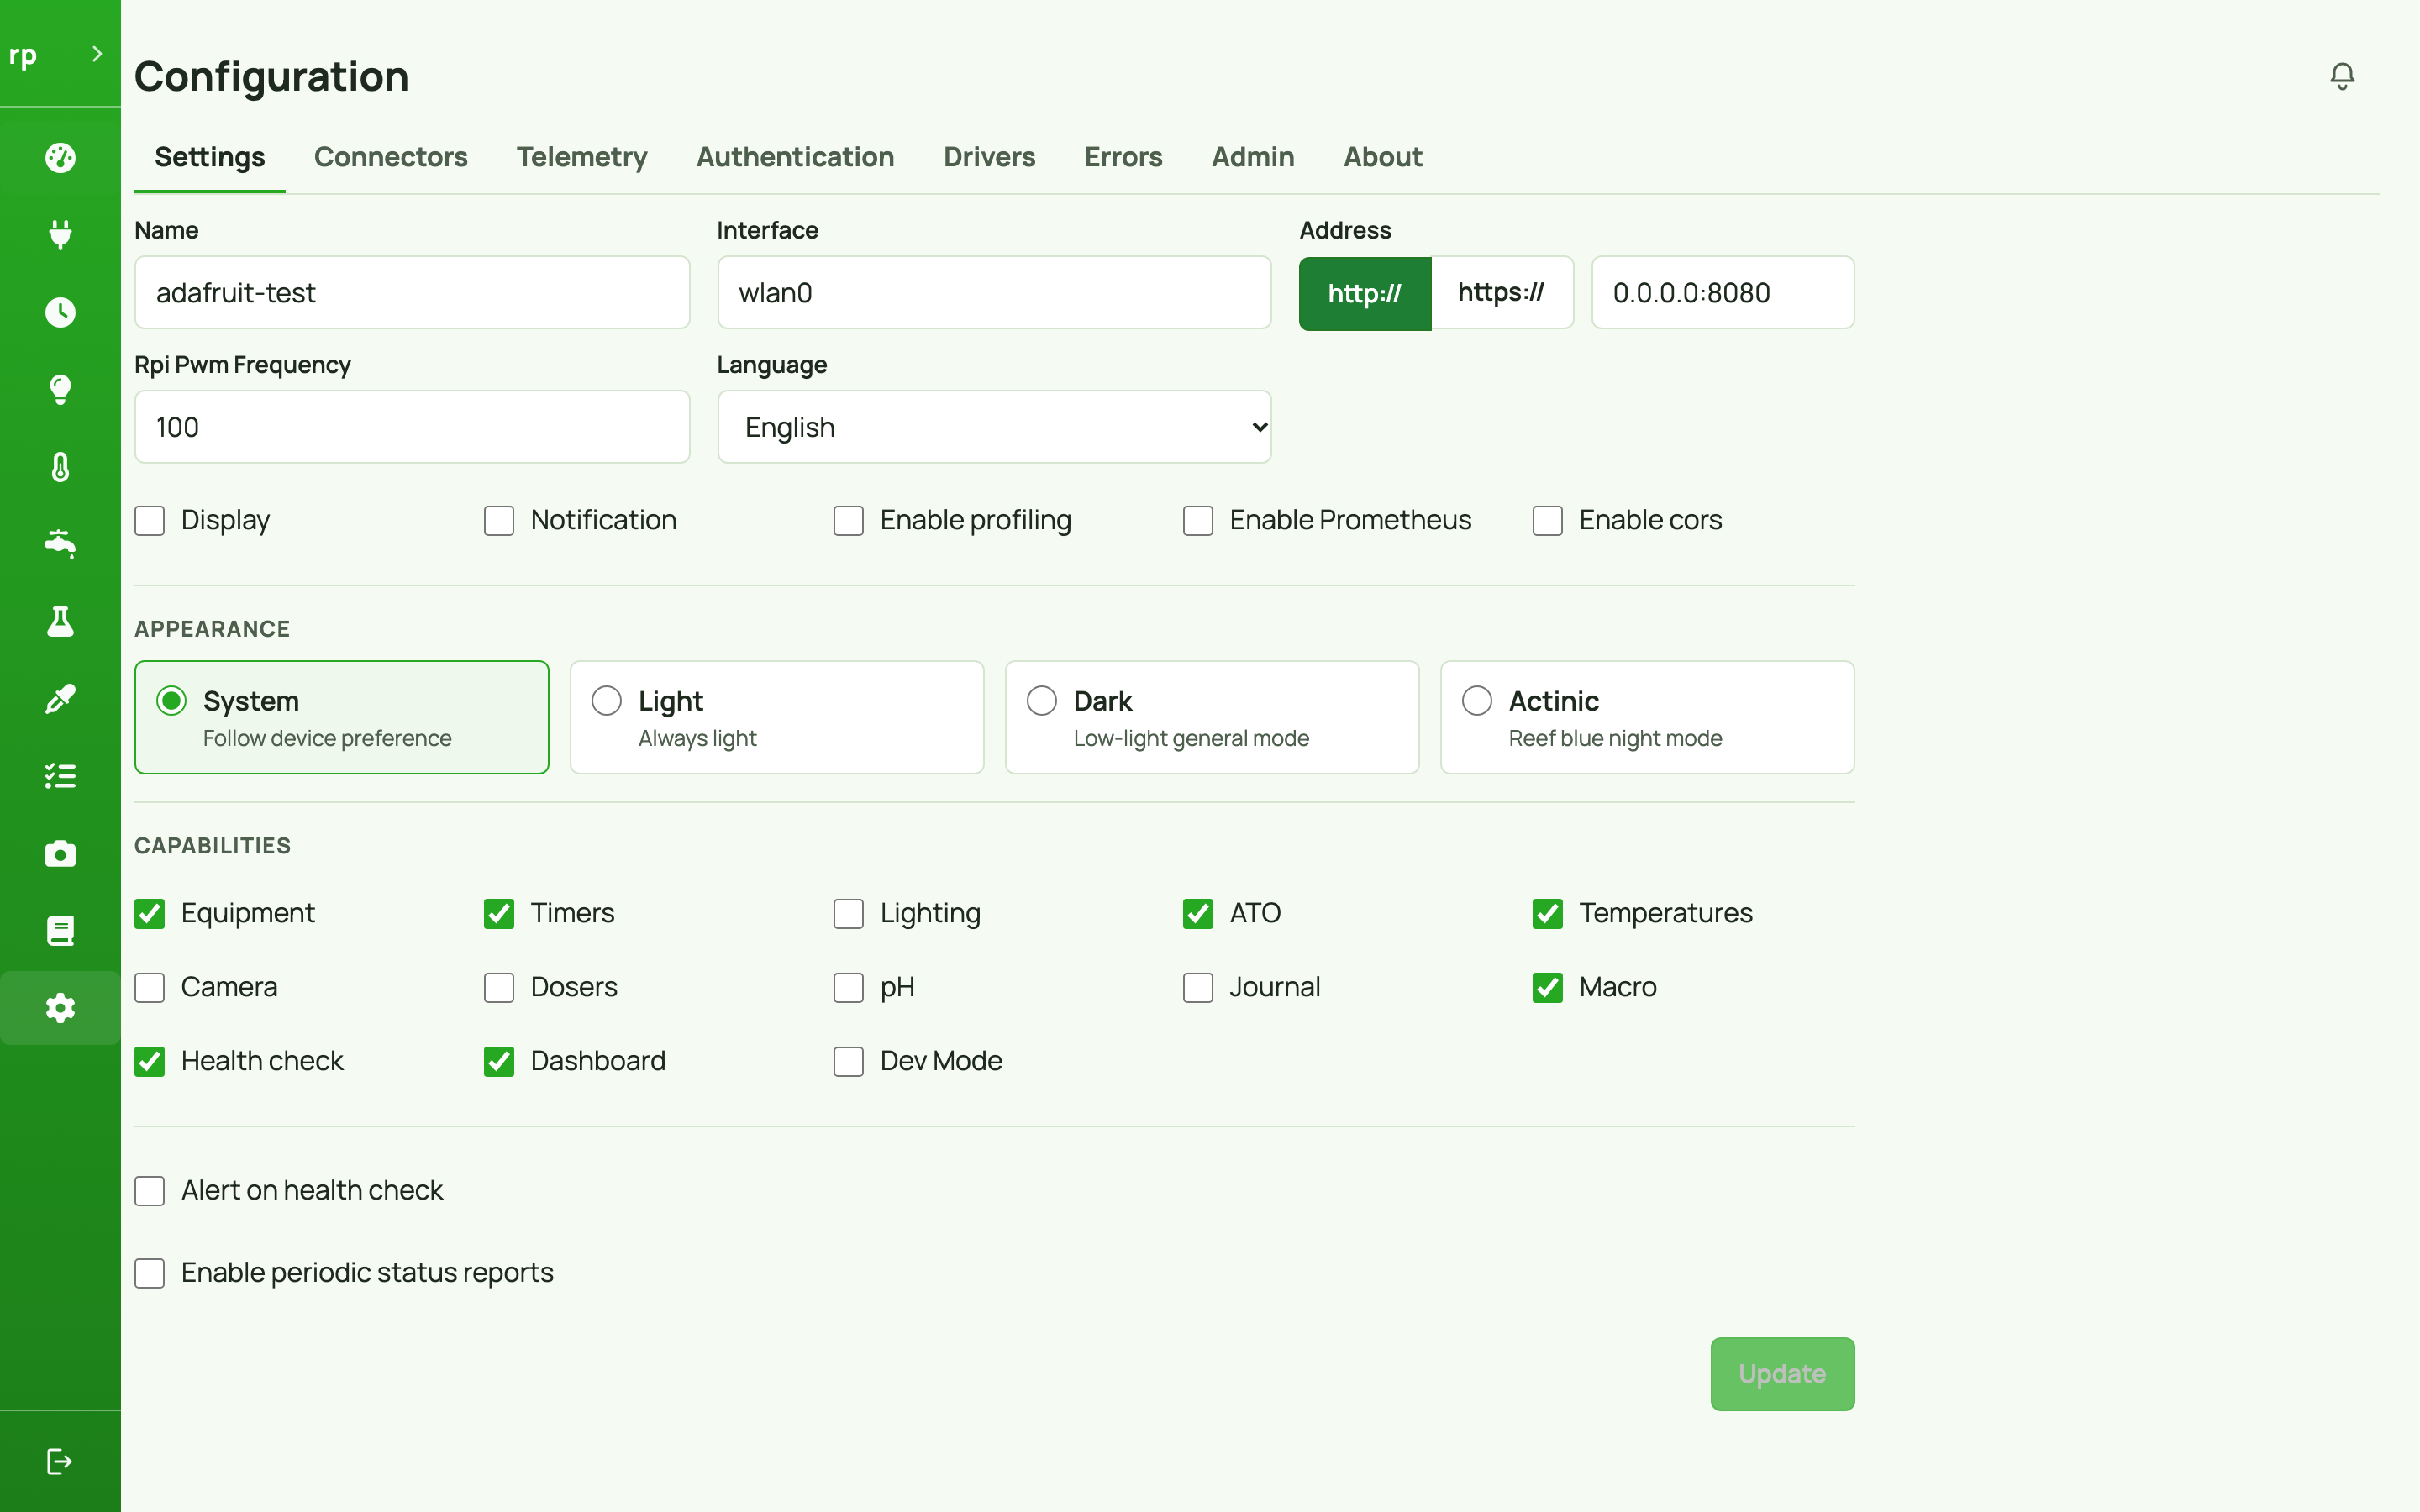 rp
Configuration
Settings Connectors Telemetry Authentication Drivers Errors Admin About
Name Interface Address
adafruit-test wlan0 http:// https:// 0.0.0.0:8080
Rpi Pwm Frequency Language
100 English
Display Notification Enable profiling Enable Prometheus Enable cors
APPEARANCE
System Light Dark Actinic
Follow device preference Always light Low-light general mode Reef blue night mode
CAPABILITIES
Equipment Timers Lighting ATO Temperatures
Camera Dosers pH Journal Macro
Health check Dashboard Dev Mode
Alert on health check
Enable periodic status reports
Update